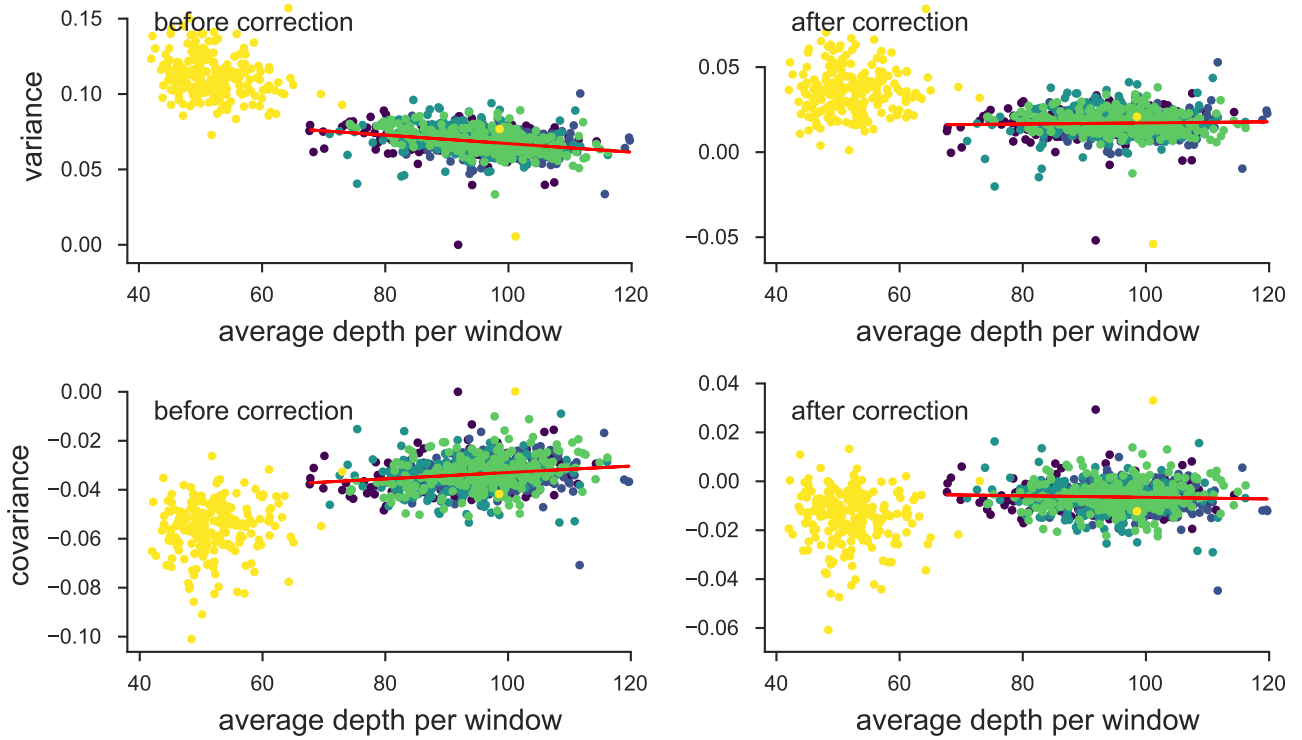 before correction
0.15
0.10
0.05
0.00
variance
40 60 80 100 120
average depth per window
after correction
0.05
0.00
−0.05
40 60 80 100 120
average depth per window
before correction
0.00
−0.02
−0.04
−0.06
−0.08
−0.10
covariance
40 60 80 100 120
average depth per window
after correction
0.04
0.02
0.00
−0.02
−0.04
−0.06
40 60 80 100 120
average depth per window